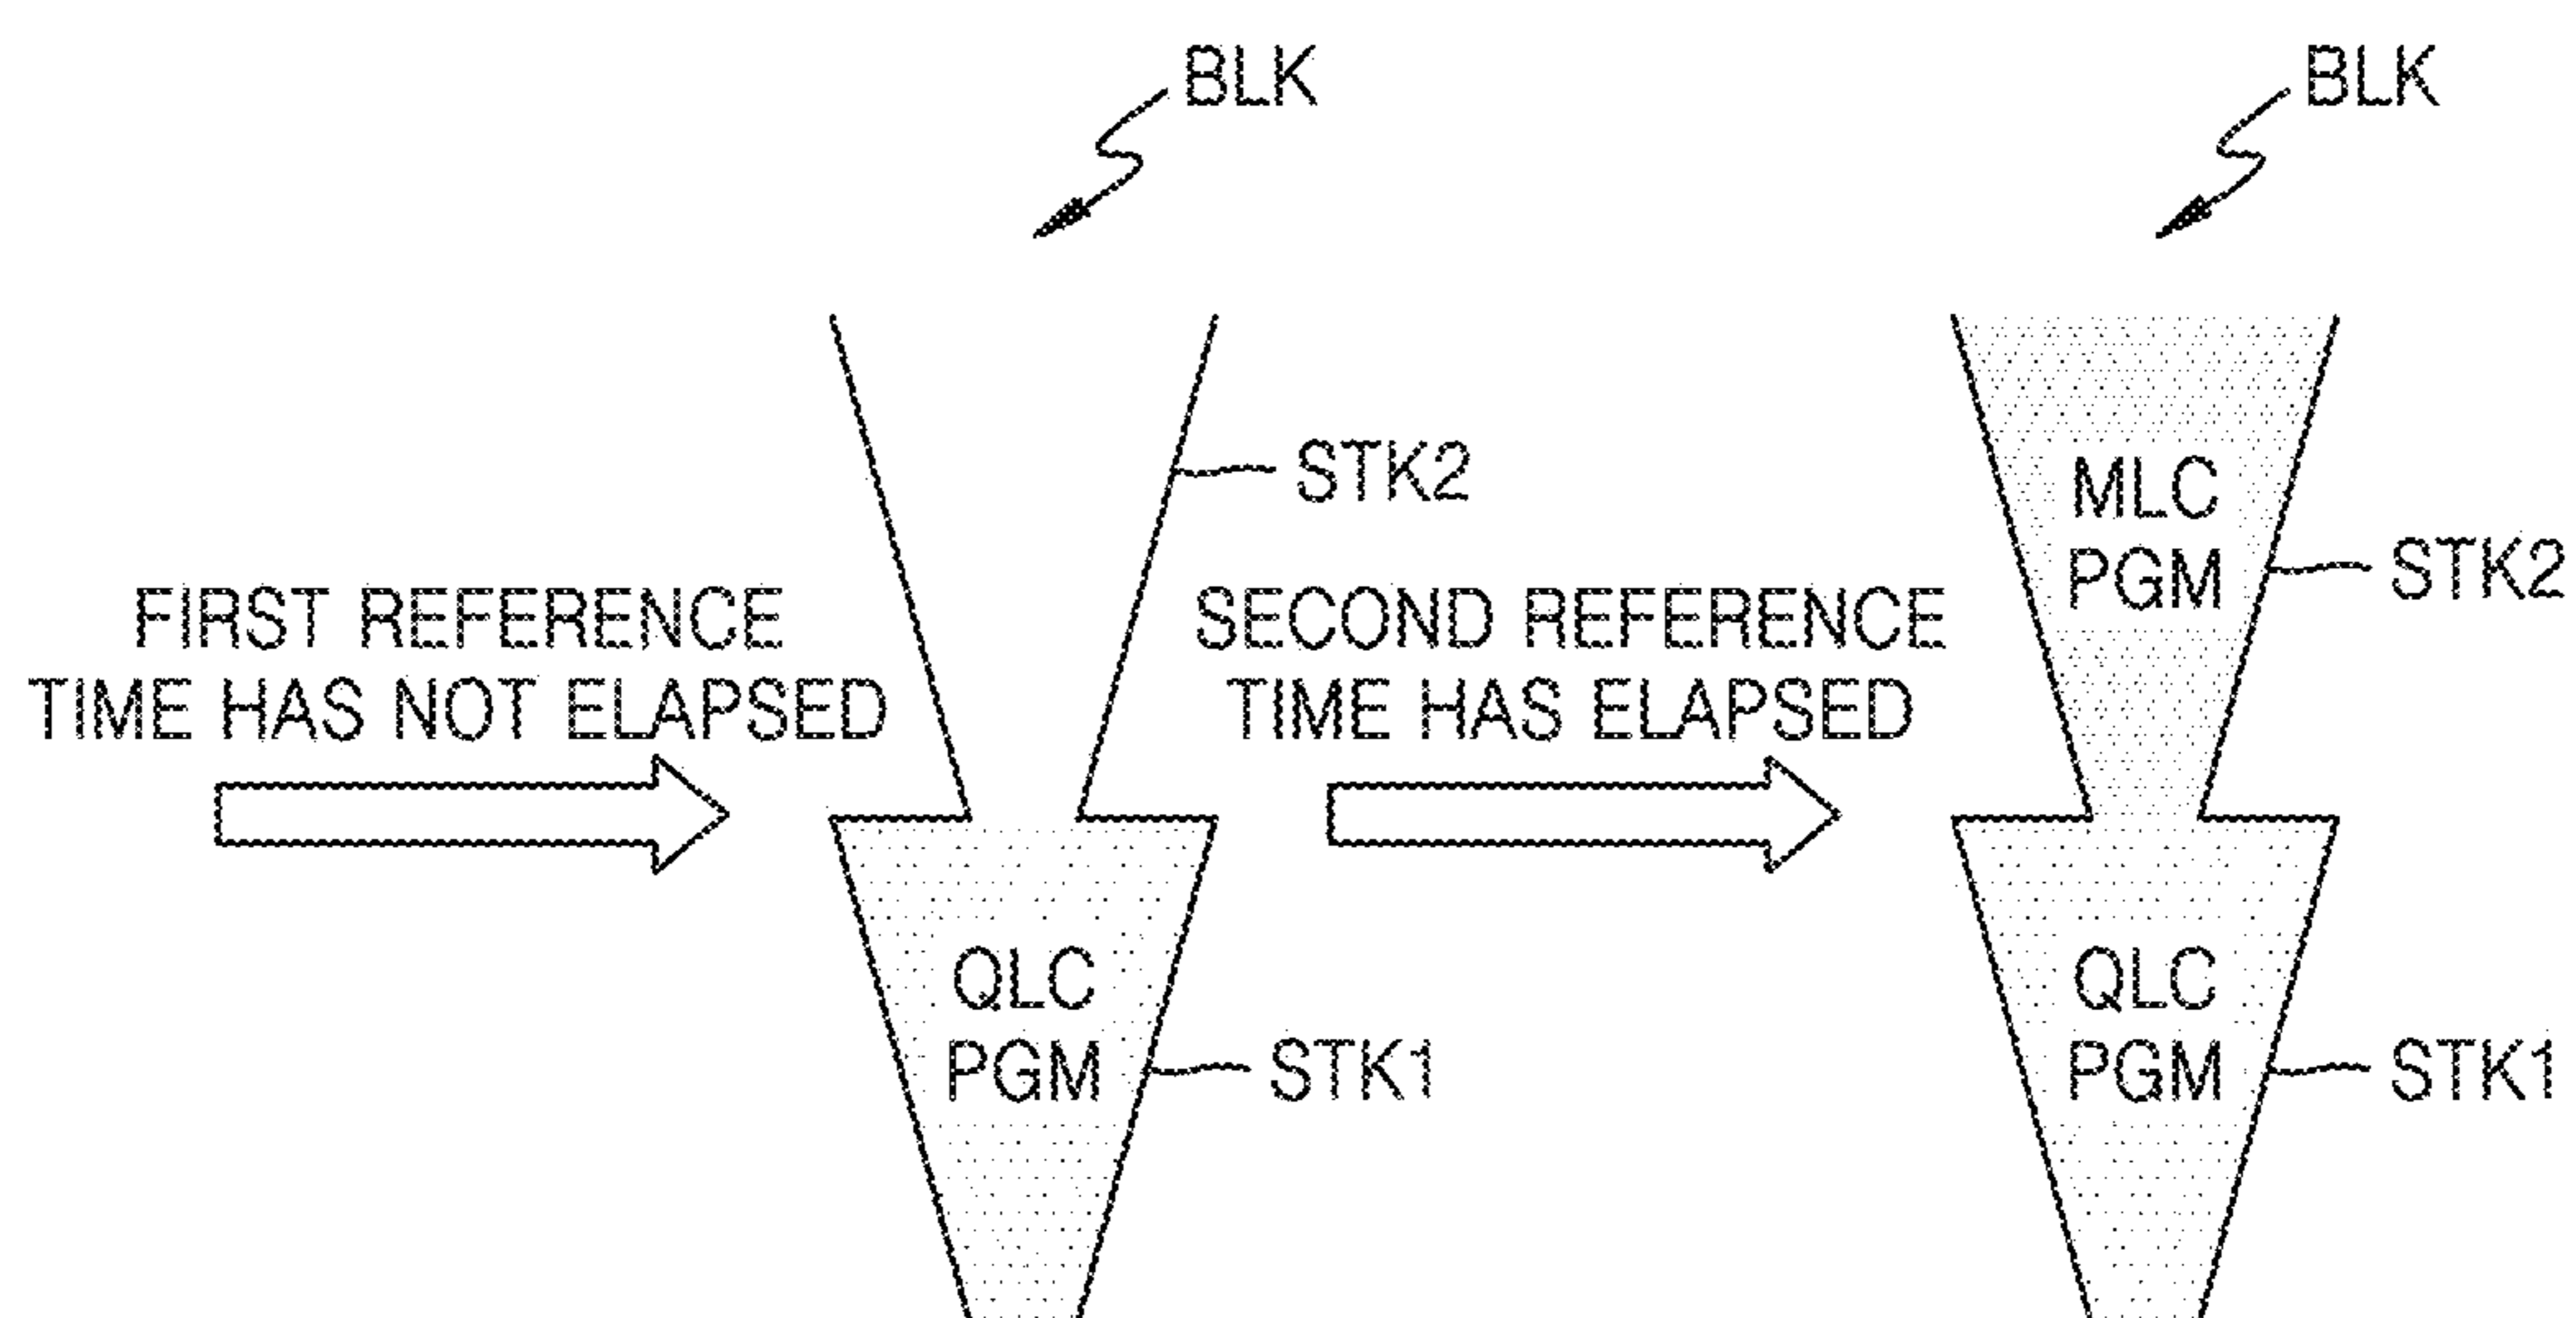 BLK
BLK
STK2
MLC
PGM
STK2
FIRST REFERENCE
TIME HAS NOT ELAPSED
SECOND REFERENCE
TIME HAS ELAPSED
QLC
PGM
STK1
QLC
PGM
STK1